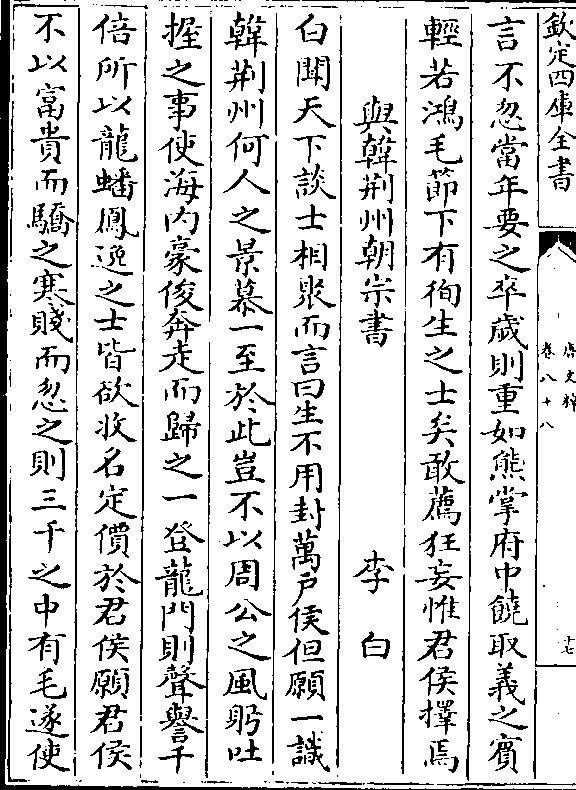 欽定四庫全書
唐文粹
卷八十八
十七
言不忽當年要之卒歲則重如熊掌府中饒取義之賓
輕若鴻毛節下有徇生之士矣敢薦狂妄惟君侯擇焉
與韓荆州朝宗書 李白
白聞天下談士相聚而言曰生不用封萬戶侯但願一識
韓荆州何人之景慕一至於此豈不以周公之風躬吐
握之事使海内豪俊奔走而歸之一登龍門則聲譽千
倍所以龍蟠鳳逸之士皆欲收名定價於君侯願君侯
不以富貴而驕之寒賤而忽之則三千之中有毛遂使